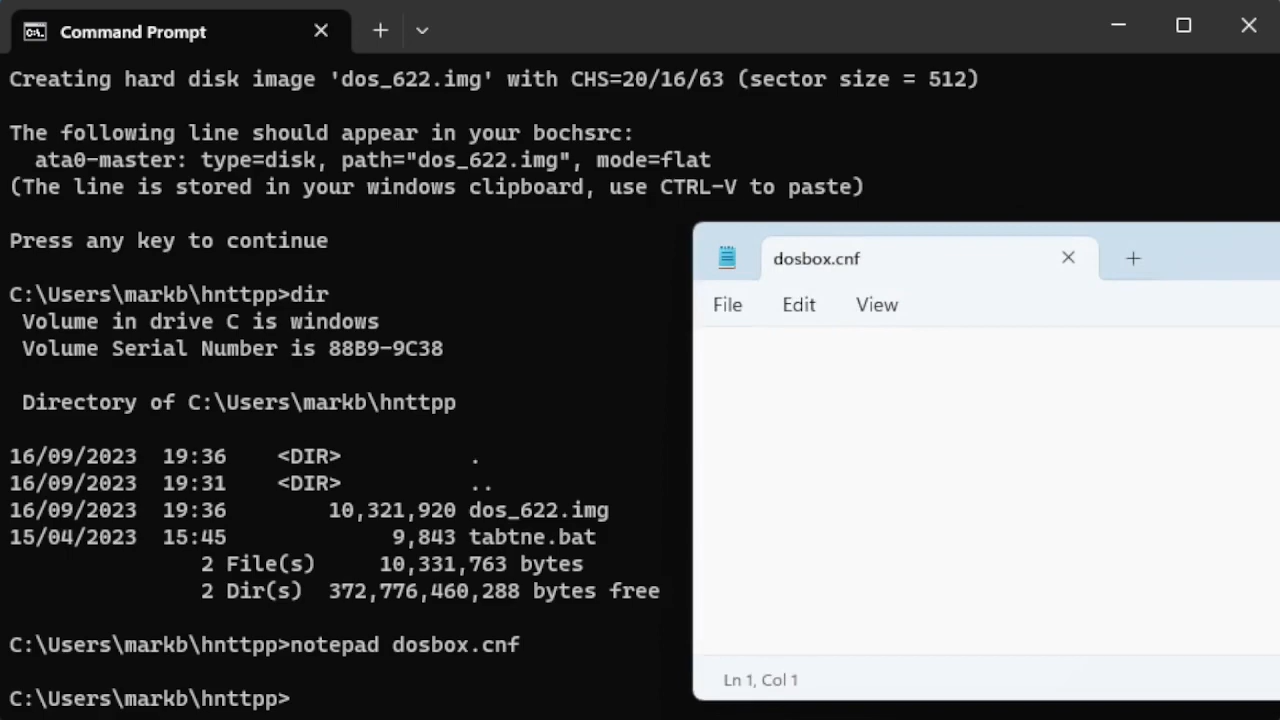 Command Prompt
Creating hard disk image 'dos_622.img' with CHS=20/16/63 (sector size = 512)
The following line should appear in your bochsrc:
ata0-master: type=disk, path="dos_622.img", mode=flat
(The line is stored in your windows clipboard, use CTRL-V to paste)
Press any key to continue
C:\Users\markb\hnttpp>dir
Volume in drive C is windows
Volume Serial Number is 88B9-9C38
Directory of C:\Users\markb\hnttpp
16/09/2023  19:36    <DIR>          .
16/09/2023  19:31    <DIR>          ..
16/09/2023  19:36        10,321,920 dos_622.img
15/04/2023  15:45             9,843 tabtne.bat
2 File(s)     10,331,763 bytes
2 Dir(s)  372,776,460,288 bytes free
C:\Users\markb\hnttpp>notepad dosbox.cnf
C:\Users\markb\hnttpp>
dosbox.cnf
File Edit View
Ln 1, Col 1